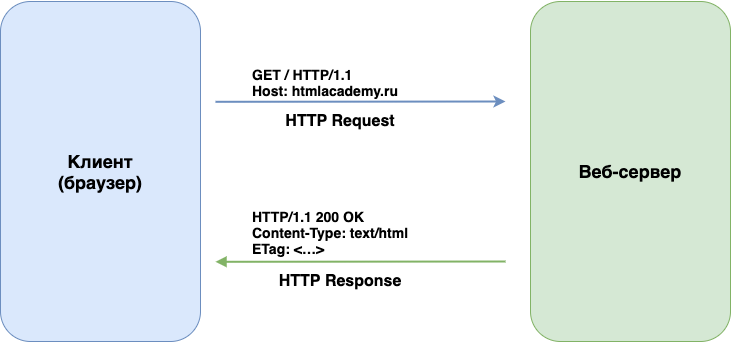 Клиент
(браузер)
GET / HTTP/1.1
Host: htmlacademy.ru
HTTP Request
HTTP/1.1 200 OK
Content-Type: text/html
ETag: <...>
HTTP Response
Веб-сервер